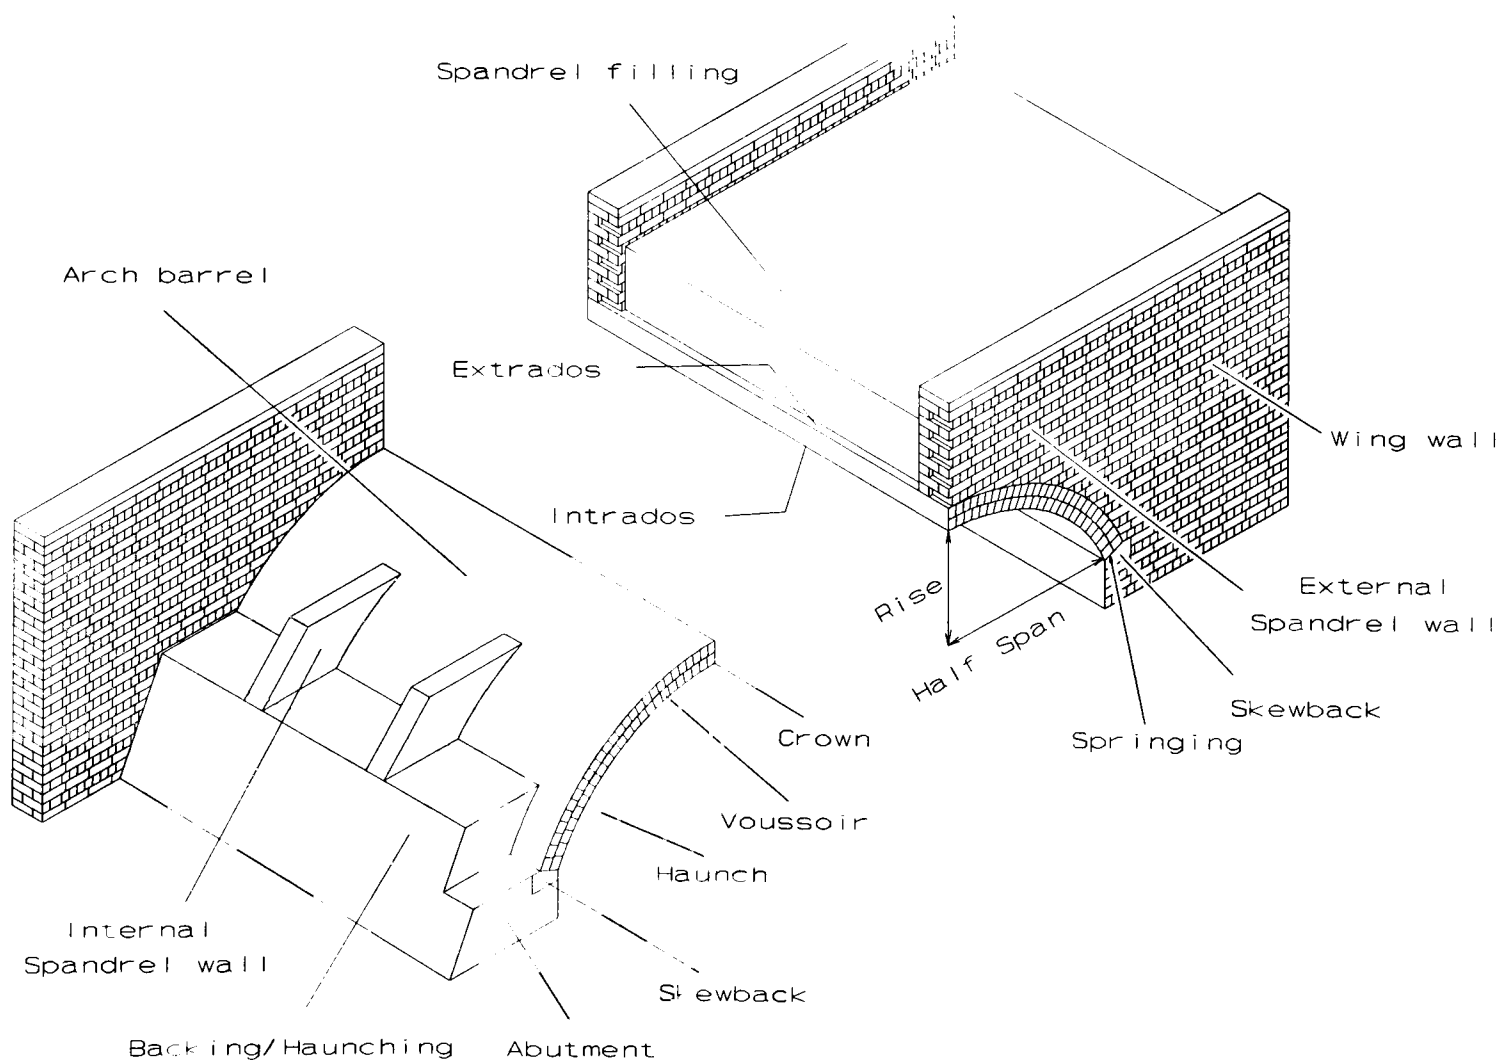 Spandrel filling
Arch barrel
Extrados
Wing wall
Intrados
Rise
Half Span
External
Spandrel wall
Skewback
Springing
Crown
Voussoir
Haunch
Internal
Spandrel wall
Skewback
Backing/Haunching
Abutment